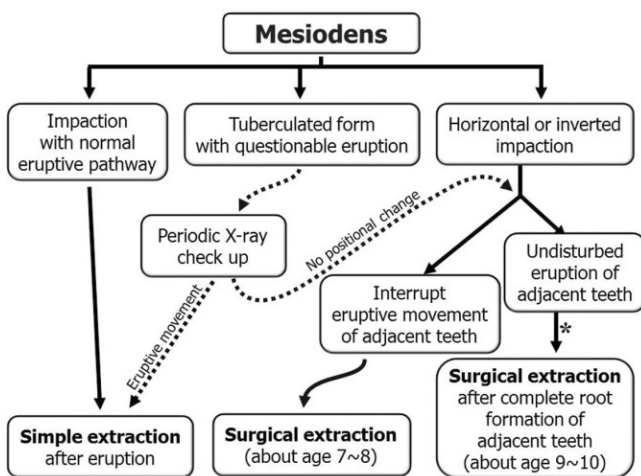 Mesiodens
Impaction
with normal
eruptive pathway
Tuberculated form
with questionable eruption
Horizontal or inverted
impaction
Periodic X-ray
check up
No positional change
Eruptive movement
Interrupt
eruptive movement
of adjacent teeth
Undisturbed
eruption of
adjacent teeth
*
Simple extraction
after eruption
Surgical extraction
(about age 7~8)
Surgical extraction
after complete root
formation of
adjacent teeth
(about age 9~10)